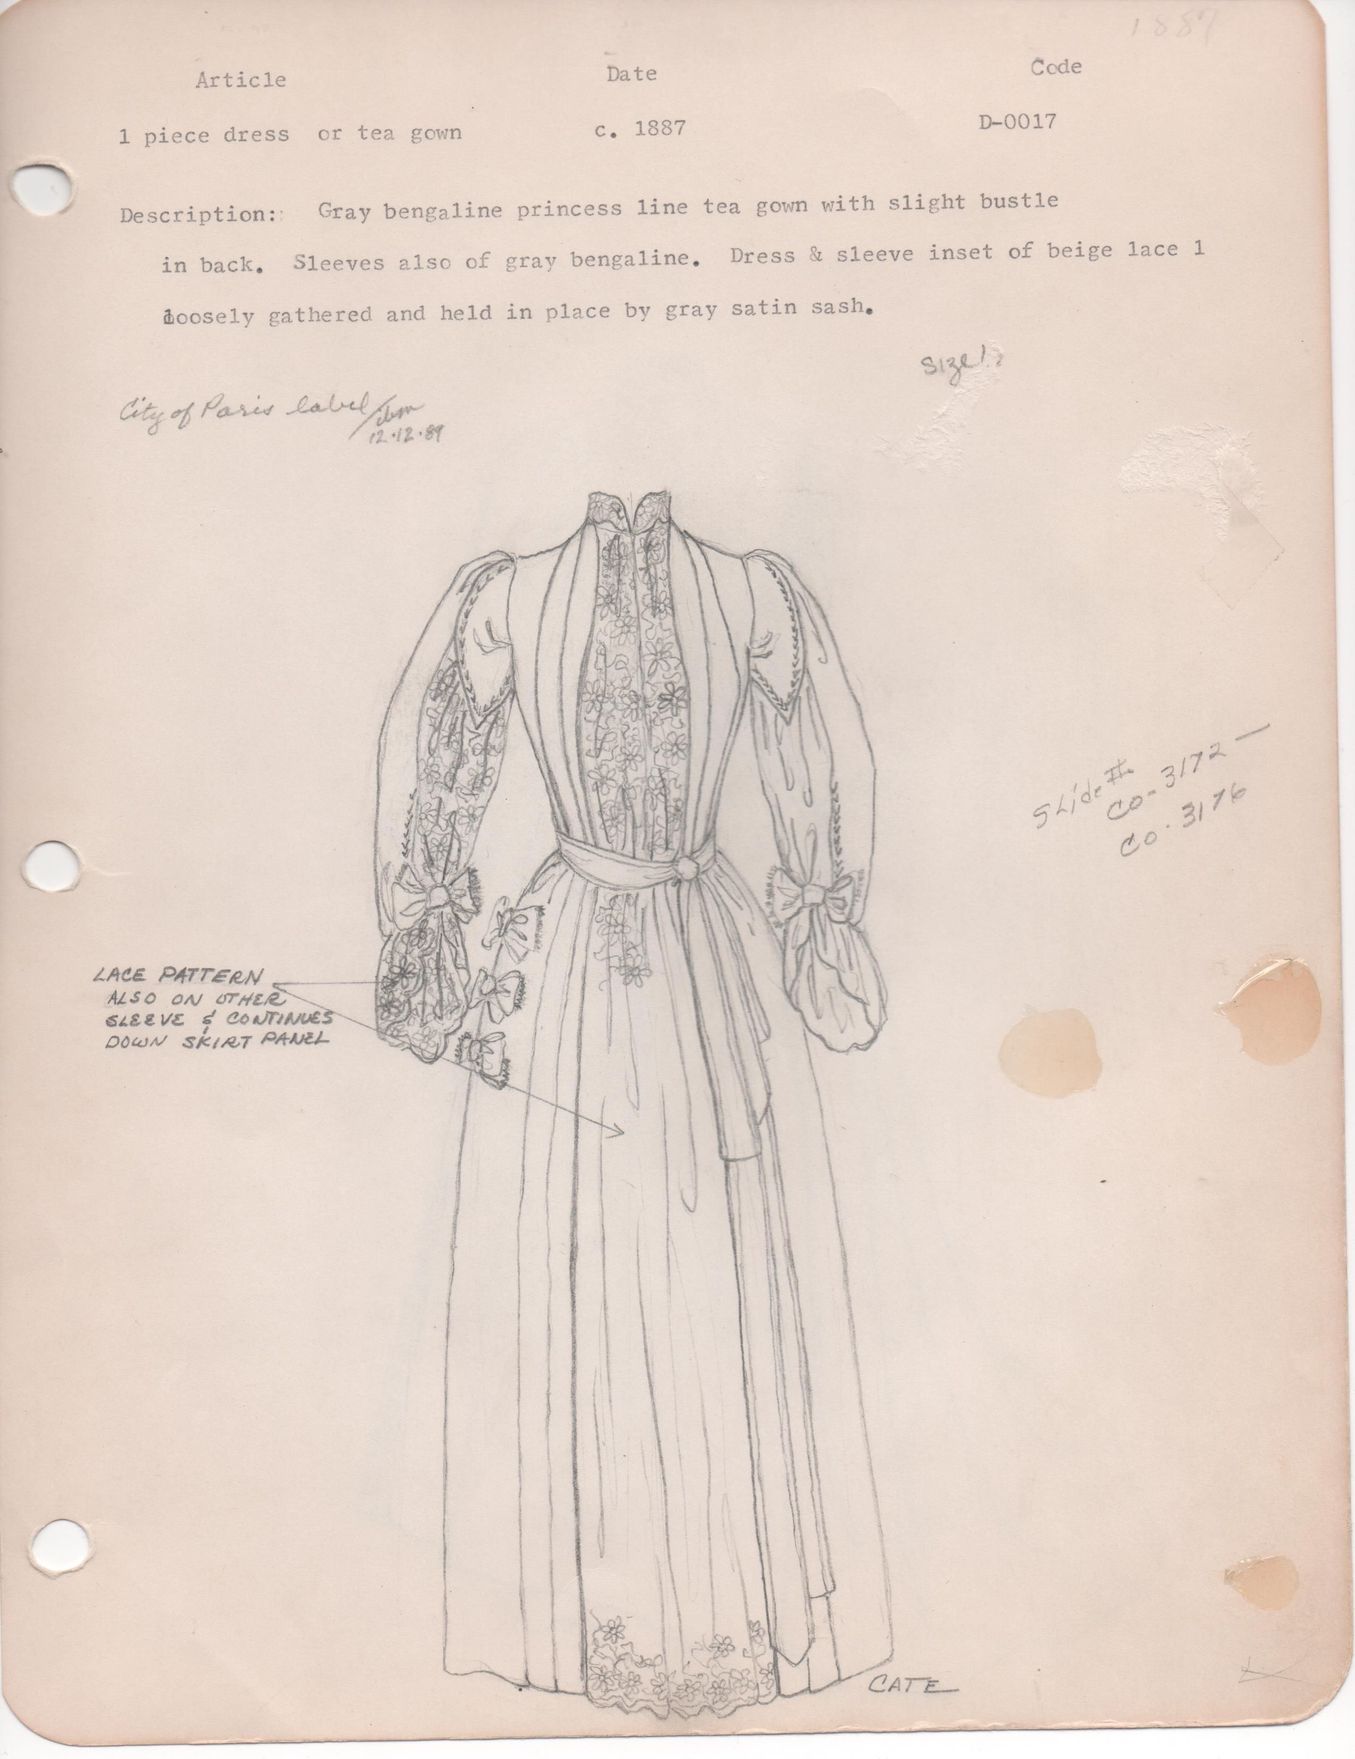 1887
Article Date Code
1 piece dress or tea gown c. 1887 D-0017
Description: Gray bengaline princess line tea gown with slight bustle
in back. Sleeves also of gray bengaline. Dress & sleeve inset of beige lace l
loosely gathered and held in place by gray satin sash.
Size
City of Paris label/
12.12.89
Slide #
CO-3172 —
CO-3176
LACE PATTERN
ALSO ON OTHER
SLEEVE & CONTINUES
DOWN SKIRT PANEL
CATE